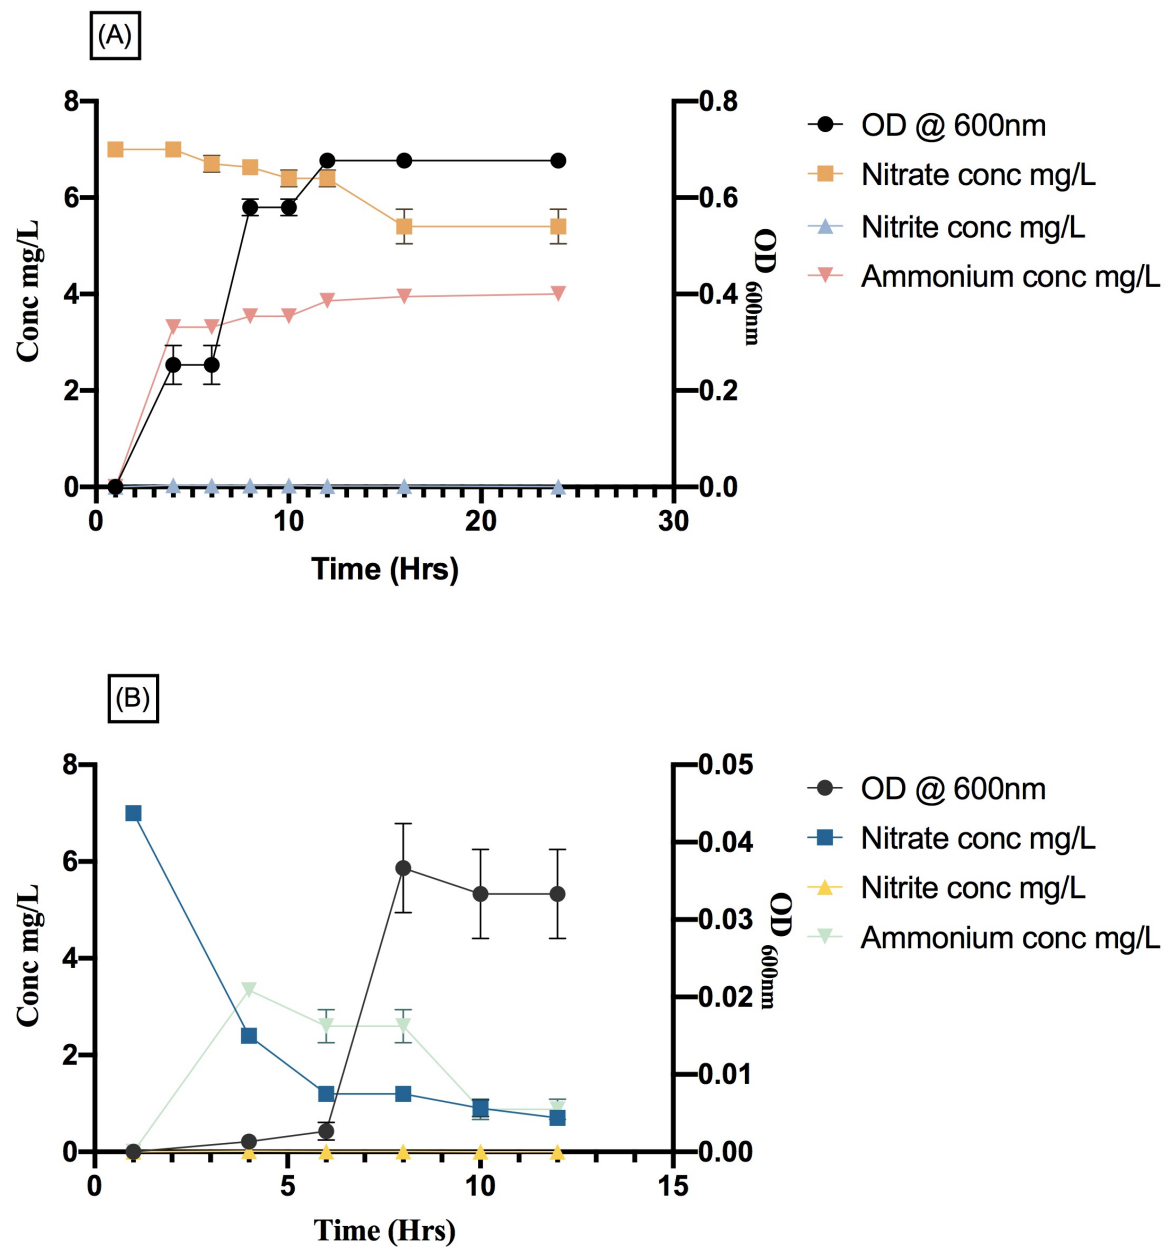 (A)
8
6
4
2
0
Conc mg/L
0
10
20
30
Time (Hrs)
0.8
0.6
0.4
0.2
0.0
OD 600nm
OD @ 600nm
Nitrate conc mg/L
Nitrite conc mg/L
Ammonium conc mg/L
(B)
8
6
4
2
0
Conc mg/L
0
5
10
15
Time (Hrs)
0.05
0.04
0.03
0.02
0.01
0.00
OD 600nm
OD @ 600nm
Nitrate conc mg/L
Nitrite conc mg/L
Ammonium conc mg/L